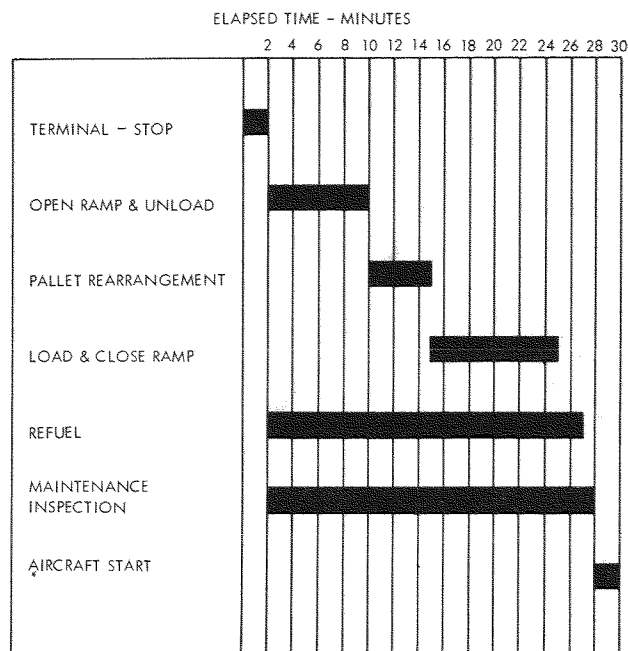 ELAPSED TIME – MINUTES
2 4 6 8 10 12 14 16 18 20 22 24 26 28 30
TERMINAL – STOP
OPEN RAMP & UNLOAD
PALLET REARRANGEMENT
LOAD & CLOSE RAMP
REFUEL
MAINTENANCE
INSPECTION
AIRCRAFT START